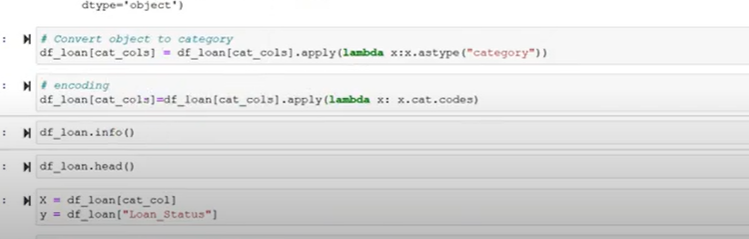 dtype='object')
# Convert object to category
df_loan[cat_cols] = df_loan[cat_cols].apply(lambda x:x.astype("category"))
# encoding
df_loan[cat_cols]=df_loan[cat_cols].apply(lambda x: x.cat.codes)
df_loan.info()
df_loan.head()
X = df_loan[cat_col]
y = df_loan["Loan_Status"]